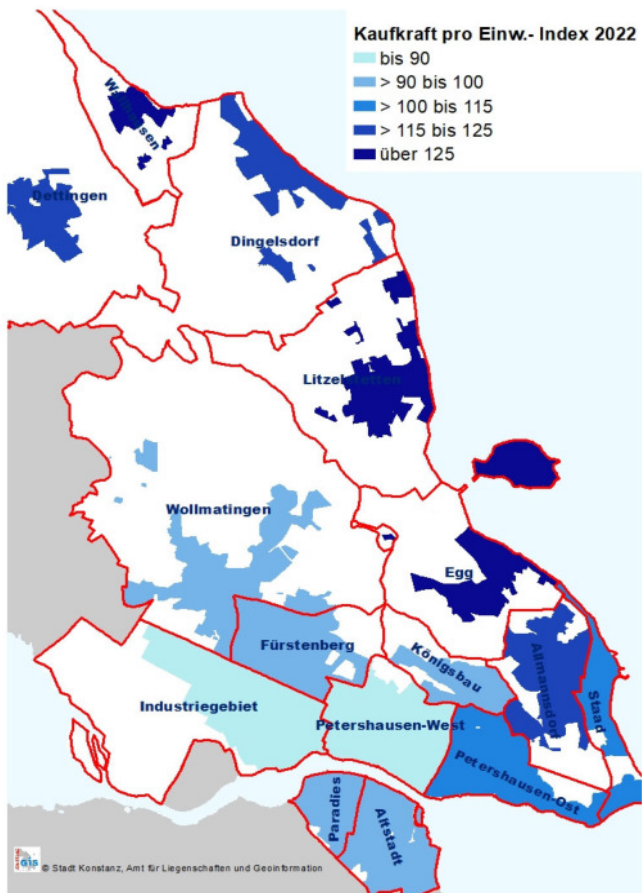 Kaufkraft pro Einw.- Index 2022
bis 90
> 90 bis 100
> 100 bis 115
> 115 bis 125
über 125
Wallhausen
Dettingen
Dingelsdorf
Litzelstetten
Wollmatingen
Egg
Fürstenberg
Königsbau
Allmannsdorf
Staad
Industriegebiet
Petershausen-West
Petershausen-Ost
Paradies
Altstadt
GIS
© Stadt Konstanz, Amt für Liegenschaften und Geoinformation